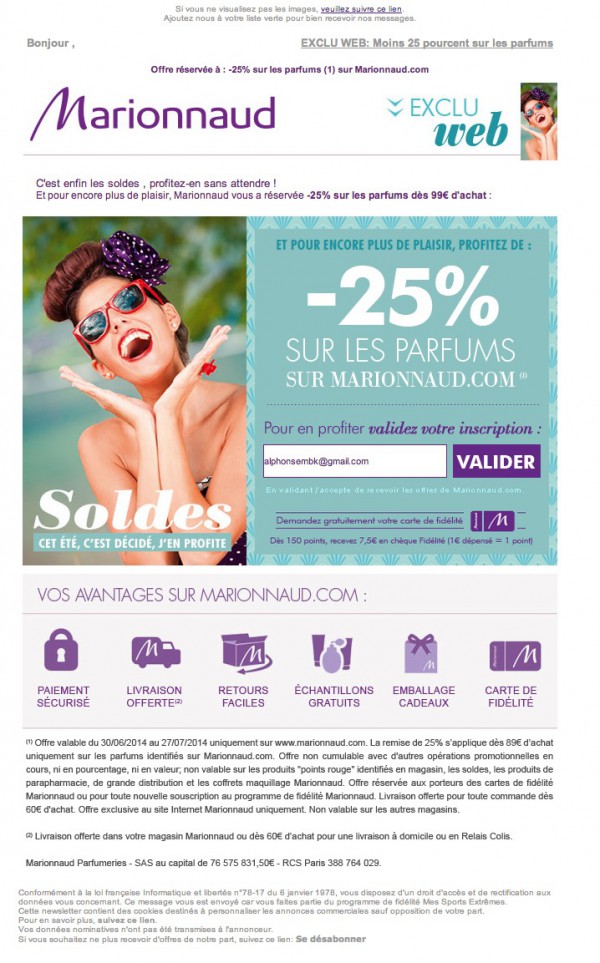 Si vous ne visualisez pas les images, veuillez suivre ce lien.
Ajoutez nous à votre liste verte pour bien recevoir nos messages.
Bonjour ,
EXCLU WEB: Moins 25 pourcent sur les parfums
Offre réservée à : -25% sur les parfums (1) sur Marionnaud.com
Marionnaud
EXCLU
web
C'est enfin les soldes , profitez-en sans attendre !
Et pour encore plus de plaisir, Marionnaud vous a réservée -25% sur les parfums dès 99€ d'achat :
ET POUR ENCORE PLUS DE PLAISIR, PROFITEZ DE :
-25%
SUR LES PARFUMS
SUR MARIONNAUD.COM (1)
Pour en profiter validez votre inscription :
alphonsembk@gmail.com
VALIDER
En validant j'accepte de recevoir les offres de Marionnaud.com.
Soldes
CET ÉTÉ, C'EST DÉCIDÉ, J'EN PROFITE
Demandez gratuitement votre carte de fidélité
Dès 150 points, recevez 7,5€ en chèque Fidélité (1€ dépensé = 1 point)
VOS AVANTAGES SUR MARIONNAUD.COM :
PAIEMENT SÉCURISÉ
LIVRAISON OFFERTE(2)
RETOURS FACILES
ÉCHANTILLONS GRATUITS
EMBALLAGE CADEAUX
CARTE DE FIDÉLITÉ
(1) Offre valable du 30/06/2014 au 27/07/2014 uniquement sur www.marionnaud.com. La remise de 25% s'applique dès 89€ d'achat
uniquement sur les parfums identifiés sur Marionnaud.com. Offre non cumulable avec d'autres opérations promotionnelles en
cours, ni en pourcentage, ni en valeur; non valable sur les produits "points rouge" identifiés en magasin, les soldes, les produits de
parapharmacie, de grande distribution et les coffrets maquillage Marionnaud. Offre réservée aux porteurs des cartes de fidélité
Marionnaud ou pour toute nouvelle souscription au programme de fidélité Marionnaud. Livraison offerte pour toute commande dès
60€ d'achat. Offre exclusive au site Internet Marionnaud uniquement. Non valable sur les autres magasins.
(2) Livraison offerte dans votre magasin Marionnaud ou dès 60€ d'achat pour une livraison à domicile ou en Relais Colis.
Marionnaud Parfumeries - SAS au capital de 76 575 831,50€ - RCS Paris 388 764 029.
Conformément à la loi française Informatique et libertés n°78-17 du 6 janvier 1978, vous disposez d'un droit d'accès et de rectification aux
données vous concernant. Ce message vous est envoyé car vous faites partie du programme de fidélité Mes Sports Extrêmes.
Cette newsletter contient des cookies destinés à personnaliser les annonces commerciales sauf opposition de votre part.
Pour en savoir plus, suivez ce lien.
Vos données nominatives n'ont pas été transmises à l'annonceur.
Si vous souhaitez ne plus recevoir d'offres de notre part, suivez ce lien: Se désabonner